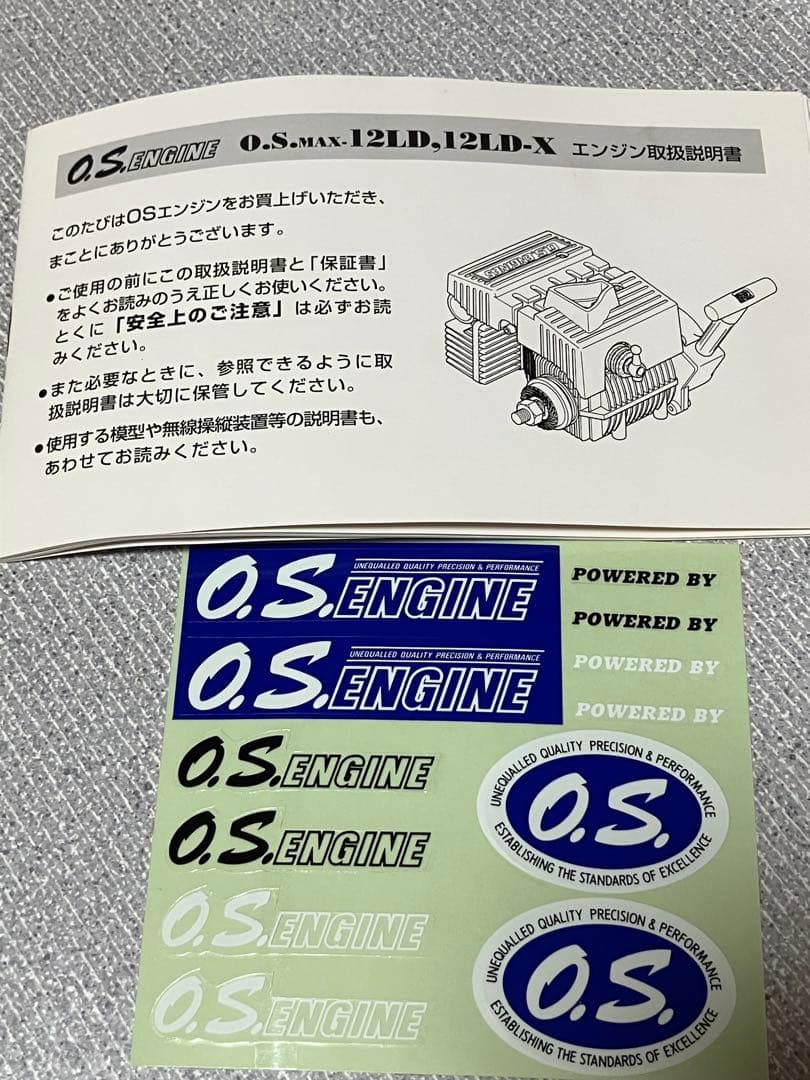 O.S.ENGINE O.S.MAX-12LD,12LD-X エンジン取扱説明書
このたびはOSエンジンをお買上げいただき、
まことにありがとうございます。
●ご使用の前にこの取扱説明書と「保証書」
をよくお読みのうえ正しくお使いください。
とくに「安全上のご注意」は必ずお読
みください。
●また必要なときに、参照できるように取
扱説明書は大切に保管してください。
●使用する模型や無線操縦装置等の説明書も、
あわせてお読みください。
UNEQUALLED QUALITY PRECISION & PERFORMANCE
O.S.ENGINE
UNEQUALLED QUALITY PRECISION & PERFORMANCE
O.S.ENGINE
POWERED BY
POWERED BY
POWERED BY
POWERED BY
O.S.ENGINE
O.S.ENGINE
O.S.ENGINE
O.S.ENGINE
UNEQUALLED QUALITY PRECISION & PERFORMANCE
O.S.
ESTABLISHING THE STANDARDS OF EXCELLENCE
UNEQUALLED QUALITY PRECISION & PERFORMANCE
O.S.
ESTABLISHING THE STANDARDS OF EXCELLENCE